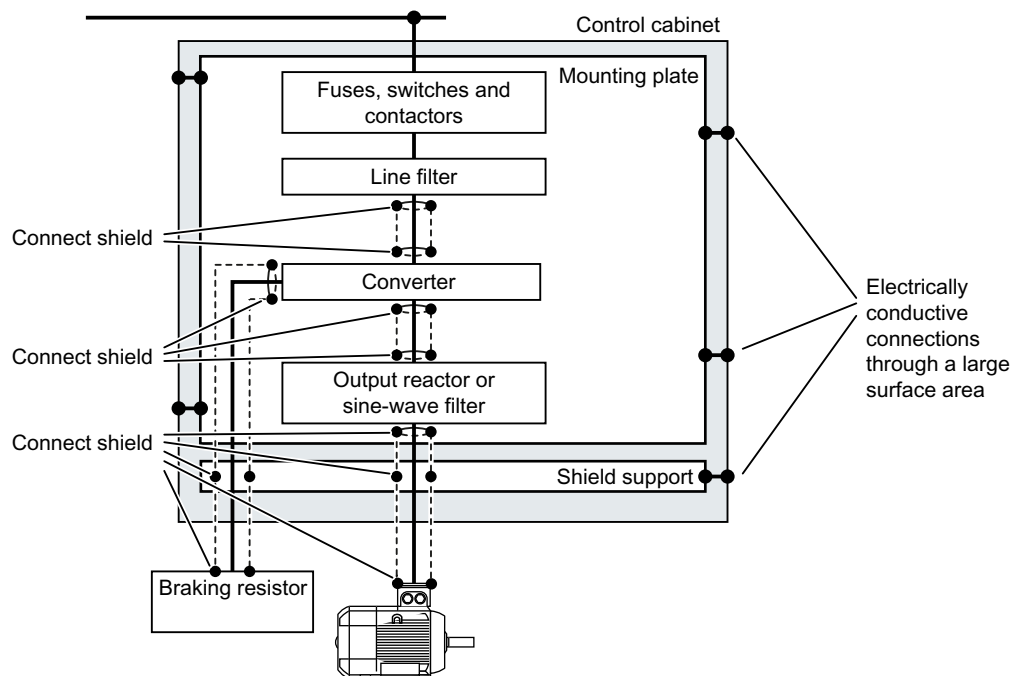 Control cabinet
Mounting plate
Fuses, switches and
contactors
Line filter
Connect shield
Converter
Electrically
conductive
connections
through a large
surface area
Connect shield
Output reactor or
sine-wave filter
Connect shield
Shield support
Braking resistor